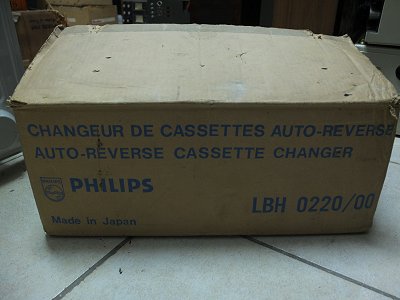 CHANGEUR DE CASSETTES AUTO-REVERSE
AUTO-REVERSE CASSETTE CHANGER
PHILIPS
LBH 0220/00
Made in Japan